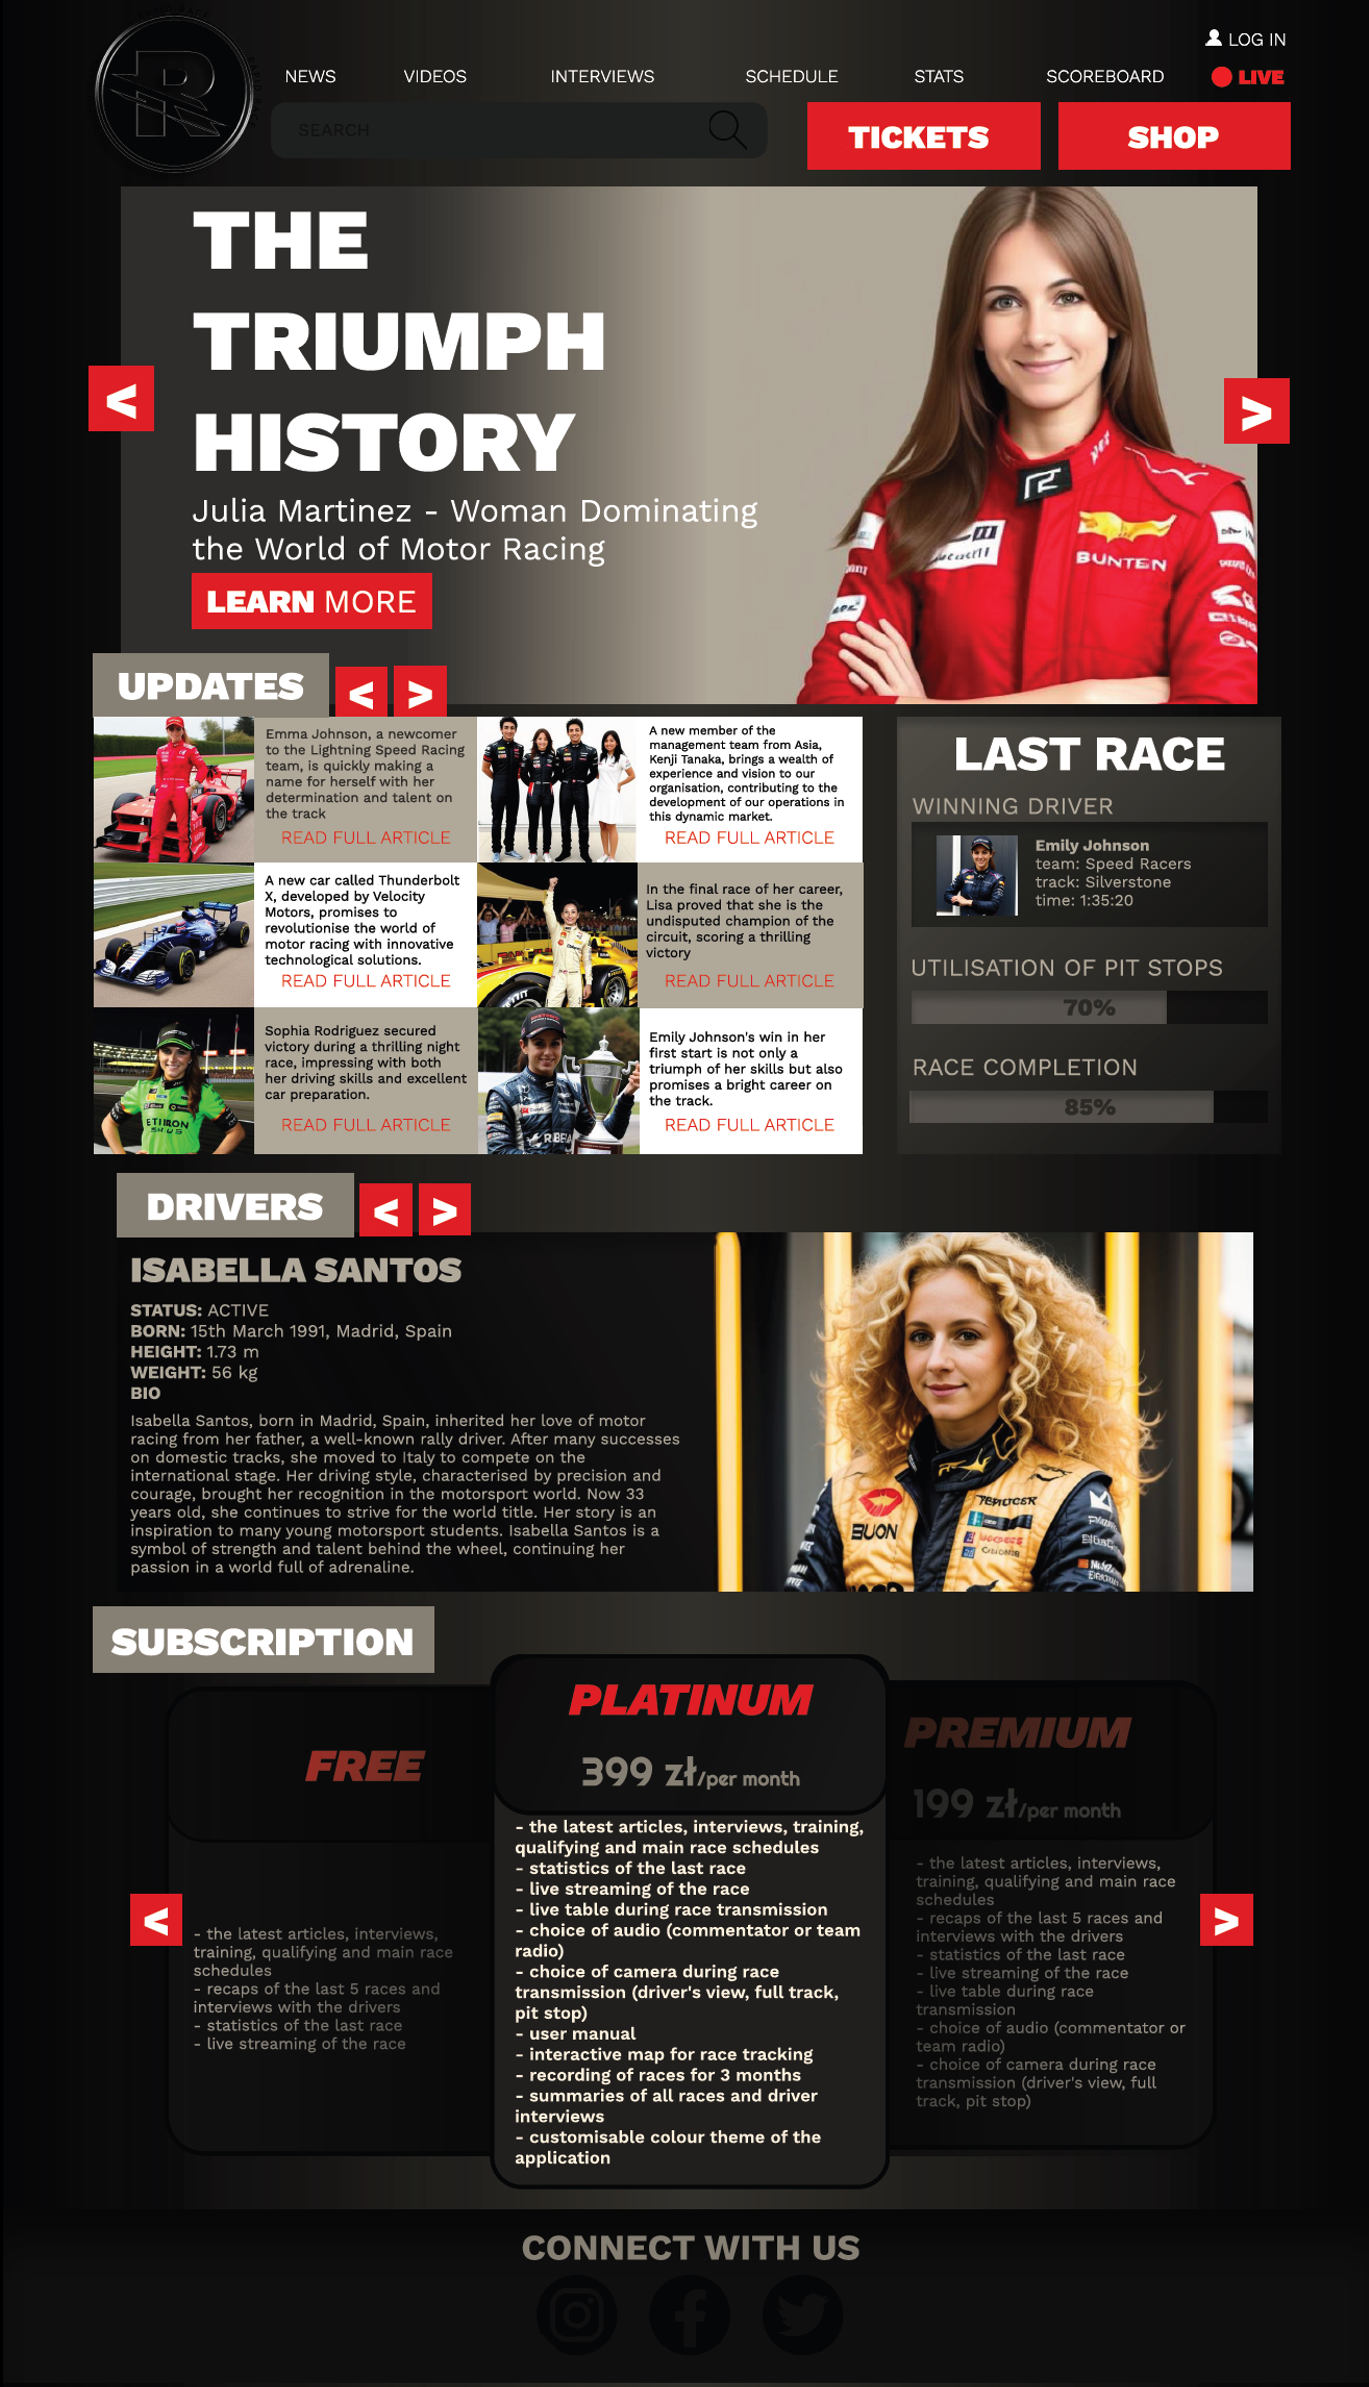 LOG IN
NEWS VIDEOS INTERVIEWS SCHEDULE STATS SCOREBOARD LIVE
SEARCH
TICKETS SHOP
THE
TRIUMPH
HISTORY
Julia Martinez - Woman Dominating
the World of Motor Racing
LEARN MORE
<
>
BUNTEN
UPDATES < >
Emma Johnson, a newcomer
to the Lightning Speed Racing
team, is quickly making a
name for herself with her
determination and talent on
the track
READ FULL ARTICLE
A new member of the
management team from Asia,
Kenji Tanaka, brings a wealth of
experience and vision to our
organisation, contributing to the
development of our operations in
this dynamic market.
READ FULL ARTICLE
A new car called Thunderbolt
X, developed by Velocity
Motors, promises to
revolutionise the world of
motor racing with innovative
technological solutions.
READ FULL ARTICLE
In the final race of her career,
Lisa proved that she is the
undisputed champion of the
circuit, scoring a thrilling
victory
READ FULL ARTICLE
Sophia Rodriguez secured
victory during a thrilling night
race, impressing with both
her driving skills and excellent
car preparation.
READ FULL ARTICLE
Emily Johnson's win in her
first start is not only a
triumph of her skills but also
promises a bright career on
the track.
READ FULL ARTICLE
LAST RACE
WINNING DRIVER
Emily Johnson
team: Speed Racers
track: Silverstone
time: 1:35:20
UTILISATION OF PIT STOPS
70%
RACE COMPLETION
85%
DRIVERS < >
ISABELLA SANTOS
STATUS: ACTIVE
BORN: 15th March 1991, Madrid, Spain
HEIGHT: 1.73 m
WEIGHT: 56 kg
BIO
Isabella Santos, born in Madrid, Spain, inherited her love of motor
racing from her father, a well-known rally driver. After many successes
on domestic tracks, she moved to Italy to compete on the
international stage. Her driving style, characterised by precision and
courage, brought her recognition in the motorsport world. Now 33
years old, she continues to strive for the world title. Her story is an
inspiration to many young motorsport students. Isabella Santos is a
symbol of strength and talent behind the wheel, continuing her
passion in a world full of adrenaline.
BUON
SUBSCRIPTION
<
FREE
- the latest articles, interviews,
training, qualifying and main race
schedules
- recaps of the last 5 races and
interviews with the drivers
- statistics of the last race
- live streaming of the race
PLATINUM
399 zł/per month
- the latest articles, interviews, training,
qualifying and main race schedules
- statistics of the last race
- live streaming of the race
- live table during race transmission
- choice of audio (commentator or team
radio)
- choice of camera during race
transmission (driver's view, full track,
pit stop)
- user manual
- interactive map for race tracking
- recording of races for 3 months
- summaries of all races and driver
interviews
- customisable colour theme of the
application
PREMIUM
199 zł/per month
- the latest articles, interviews,
training, qualifying and main race
schedules
- recaps of the last 5 races and
interviews with the drivers
- statistics of the last race
- live streaming of the race
- live table during race
transmission
- choice of audio (commentator or
team radio)
- choice of camera during race
transmission (driver's view, full
track, pit stop)
>
CONNECT WITH US